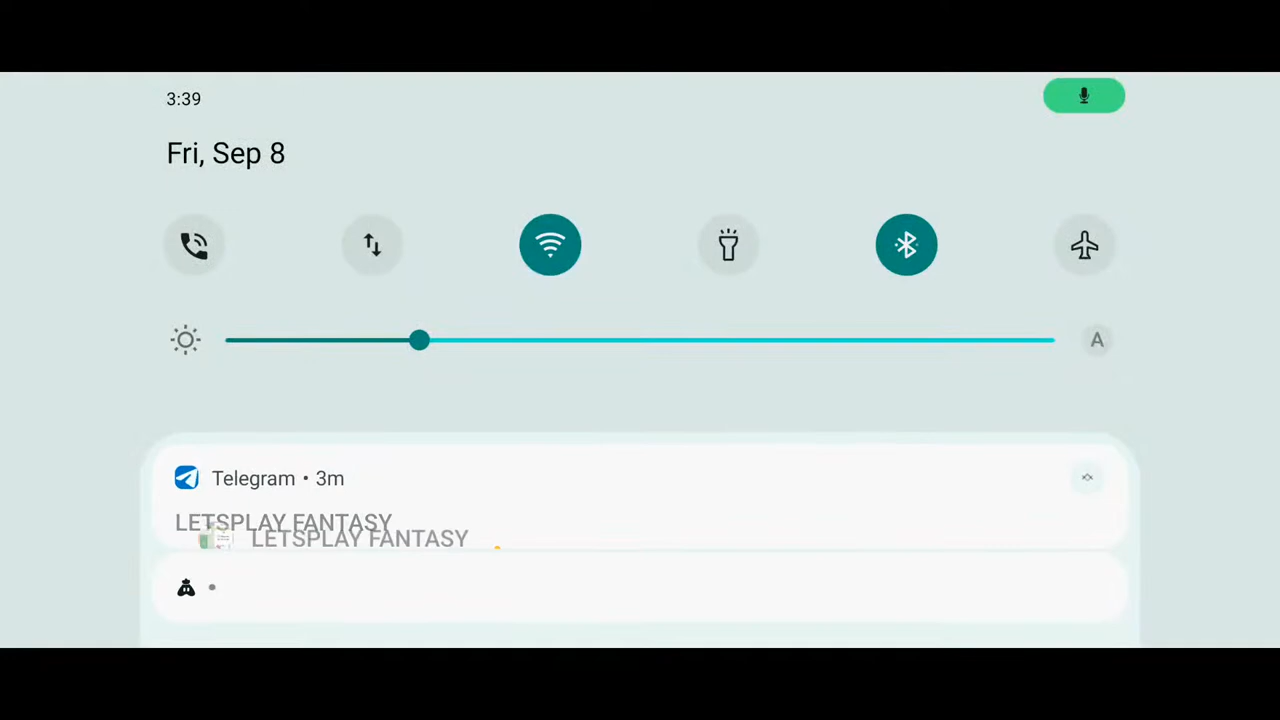 3:39
Fri, Sep 8
A
Telegram • 3m
LETSPLAY FANTASY
LETSPLAY FANTASY